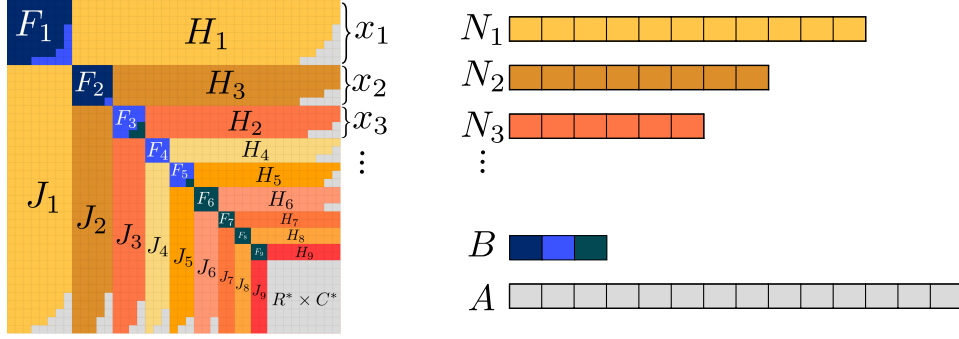 F₁ H₁ x₁
F₂ H₃ x₂
F₃ H₂ x₃
F₄ H₄ ⋮
F₅ H₅
J₁ J₂ J₃ J₄ J₅ F₆ H₆
J₆ F₇ H₇
J₇ F₈ H₈
J₈ F₉ H₉
J₉ R* × C*
N₁
N₂
N₃
⋮
B
A